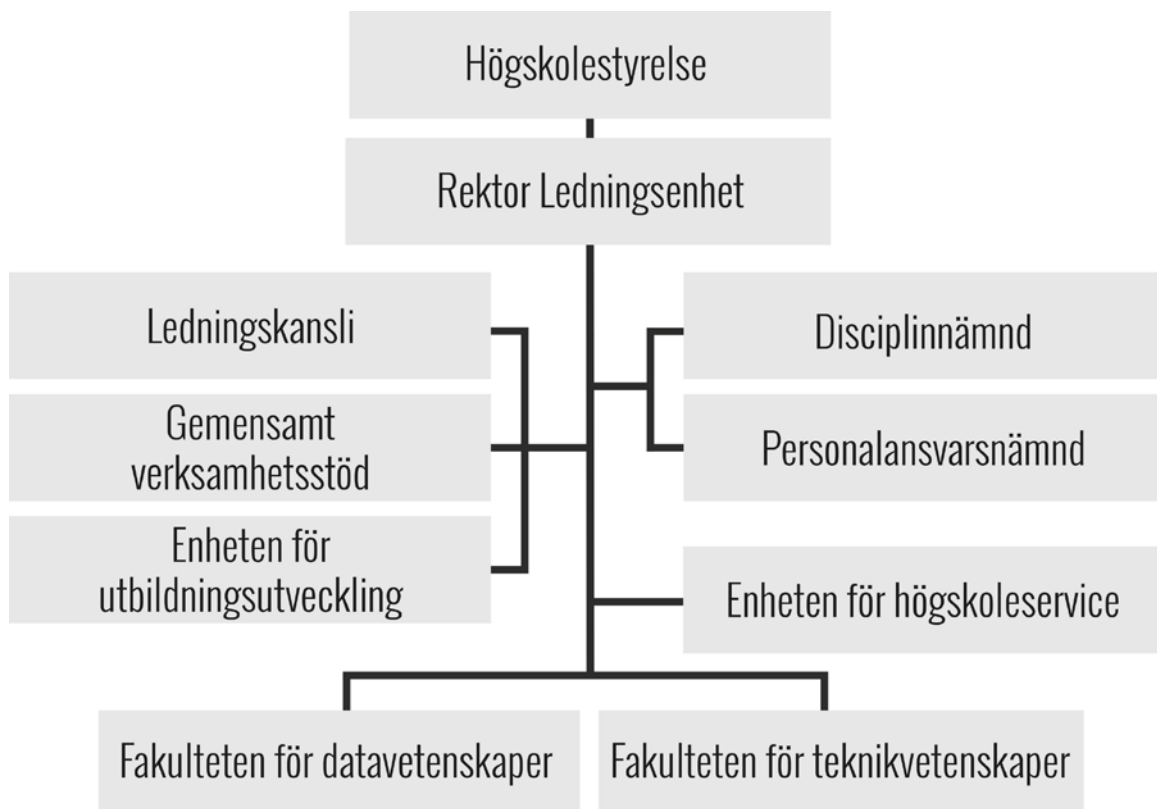 Högskolestyrelse
Rektor Ledningsenhet
Ledningskansli
Gemensamt
verksamhetsstöd
Enheten för
utbildningsutveckling
Disciplinnämnd
Personalansvarsnämnd
Enheten för högskoleservice
Fakulteten för datavetenskaper
Fakulteten för teknikvetenskaper